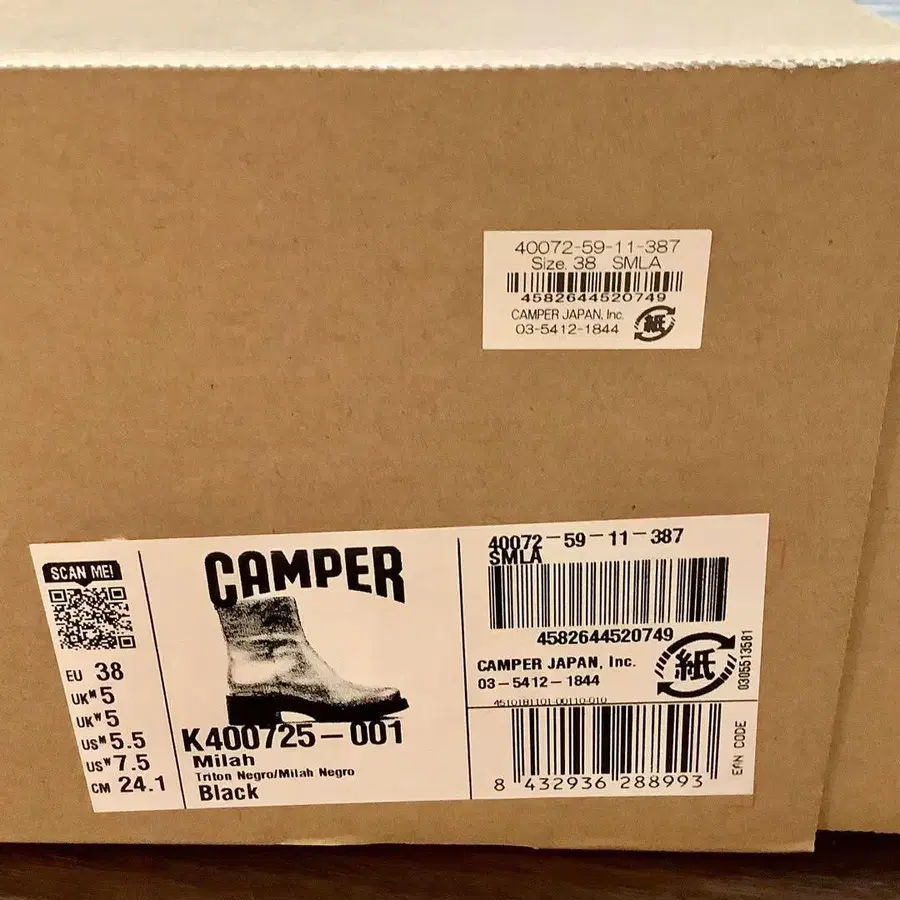 40072-59-11-387
Size. 38 SMLA
4582644520749
CAMPER JAPAN, Inc.
03-5412-1844
紙
SCAN ME!
EU 38
UK M 5
UK W 5
US M 5.5
US W 7.5
CM 24.1
CAMPER
K400725-001
Milah
Triton Negro/Milah Negro
Black
40072-59-11-387
SMLA
4582644520749
CAMPER JAPAN, Inc.
03-5412-1844
紙
0305513581
4510181101-00110-010
8 432936 288993
EAN CODE